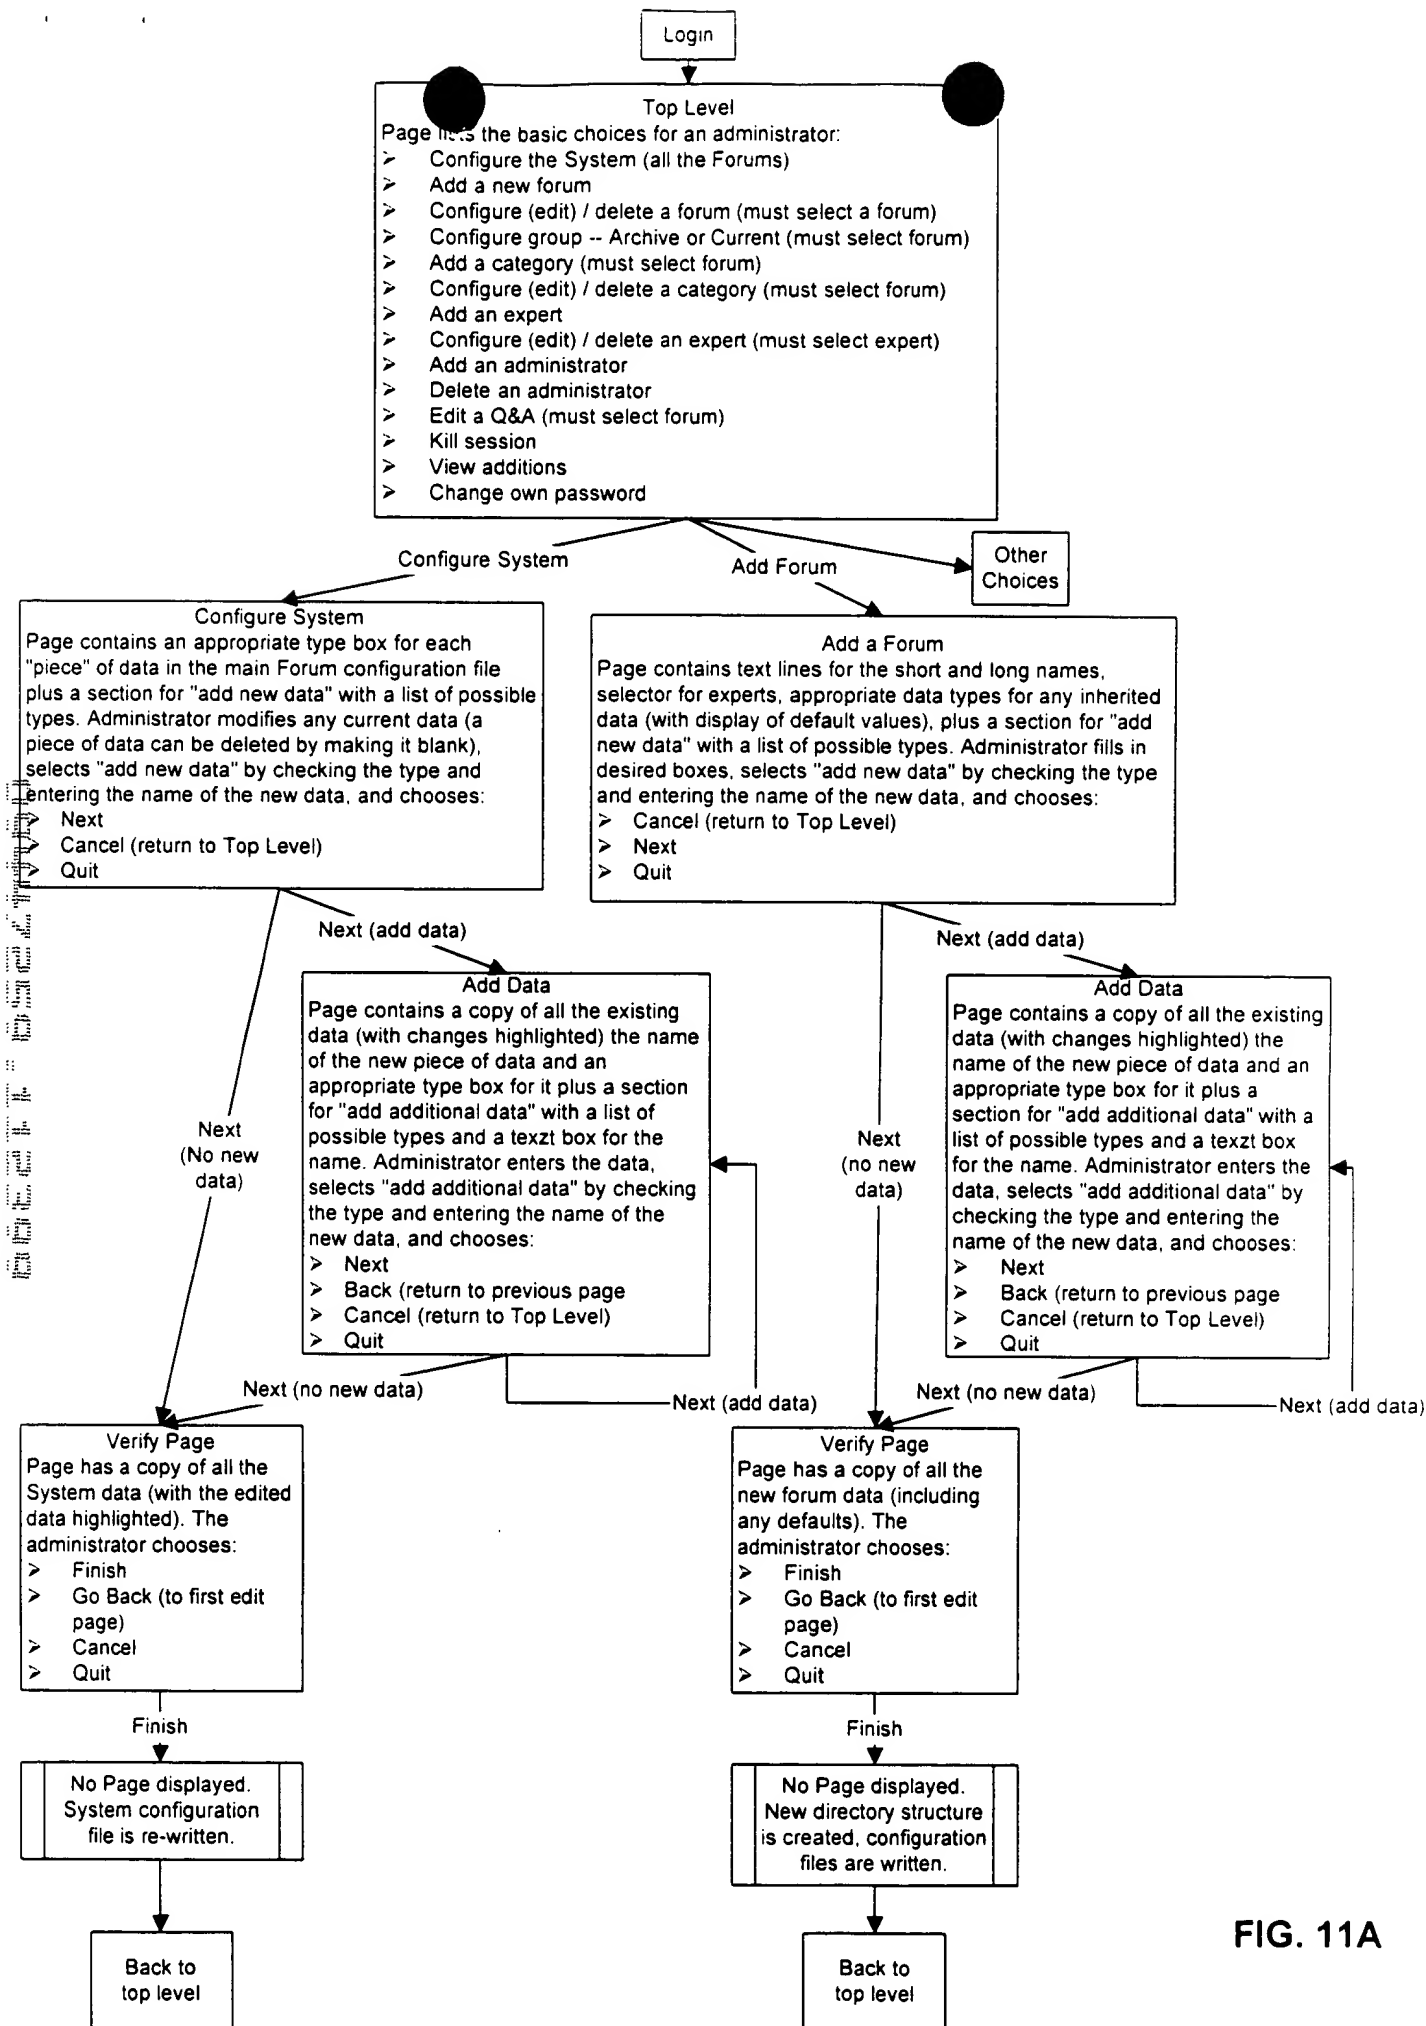 Login
Top Level
Page lists the basic choices for an administrator:
➢ Configure the System (all the Forums)
➢ Add a new forum
➢ Configure (edit) / delete a forum (must select a forum)
➢ Configure group -- Archive or Current (must select forum)
➢ Add a category (must select forum)
➢ Configure (edit) / delete a category (must select forum)
➢ Add an expert
➢ Configure (edit) / delete an expert (must select expert)
➢ Add an administrator
➢ Delete an administrator
➢ Edit a Q&A (must select forum)
➢ Kill session
➢ View additions
➢ Change own password
Configure System
Add Forum
Other
Choices
Configure System
Page contains an appropriate type box for each
"piece" of data in the main Forum configuration file
plus a section for "add new data" with a list of possible
types. Administrator modifies any current data (a
piece of data can be deleted by making it blank),
selects "add new data" by checking the type and
entering the name of the new data, and chooses:
➢ Next
➢ Cancel (return to Top Level)
➢ Quit
Add a Forum
Page contains text lines for the short and long names,
selector for experts, appropriate data types for any inherited
data (with display of default values), plus a section for "add
new data" with a list of possible types. Administrator fills in
desired boxes, selects "add new data" by checking the type
and entering the name of the new data, and chooses:
➢ Cancel (return to Top Level)
➢ Next
➢ Quit
Next (add data)
Next (add data)
Add Data
Page contains a copy of all the existing
data (with changes highlighted) the name
of the new piece of data and an
appropriate type box for it plus a section
for "add additional data" with a list of
possible types and a texzt box for the
name. Administrator enters the data,
selects "add additional data" by checking
the type and entering the name of the
new data, and chooses:
➢ Next
➢ Back (return to previous page
➢ Cancel (return to Top Level)
➢ Quit
Add Data
Page contains a copy of all the existing
data (with changes highlighted) the
name of the new piece of data and an
appropriate type box for it plus a
section for "add additional data" with a
list of possible types and a texzt box
for the name. Administrator enters the
data, selects "add additional data" by
checking the type and entering the
name of the new data, and chooses:
➢ Next
➢ Back (return to previous page
➢ Cancel (return to Top Level)
➢ Quit
Next
(No new
data)
Next
(no new
data)
Next (no new data)
Next (add data)
Next (no new data)
Next (add data)
Verify Page
Page has a copy of all the
System data (with the edited
data highlighted). The
administrator chooses:
➢ Finish
➢ Go Back (to first edit
page)
➢ Cancel
➢ Quit
Verify Page
Page has a copy of all the
new forum data (including
any defaults). The
administrator chooses:
➢ Finish
➢ Go Back (to first edit
page)
➢ Cancel
➢ Quit
Finish
Finish
No Page displayed.
System configuration
file is re-written.
No Page displayed.
New directory structure
is created, configuration
files are written.
Back to
top level
Back to
top level
FIG. 11A